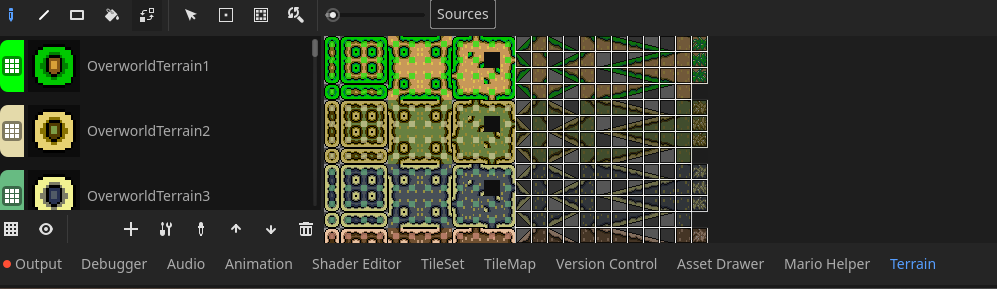 Sources
OverworldTerrain1
OverworldTerrain2
OverworldTerrain3
Output Debugger Audio Animation Shader Editor TileSet TileMap Version Control Asset Drawer Mario Helper Terrain